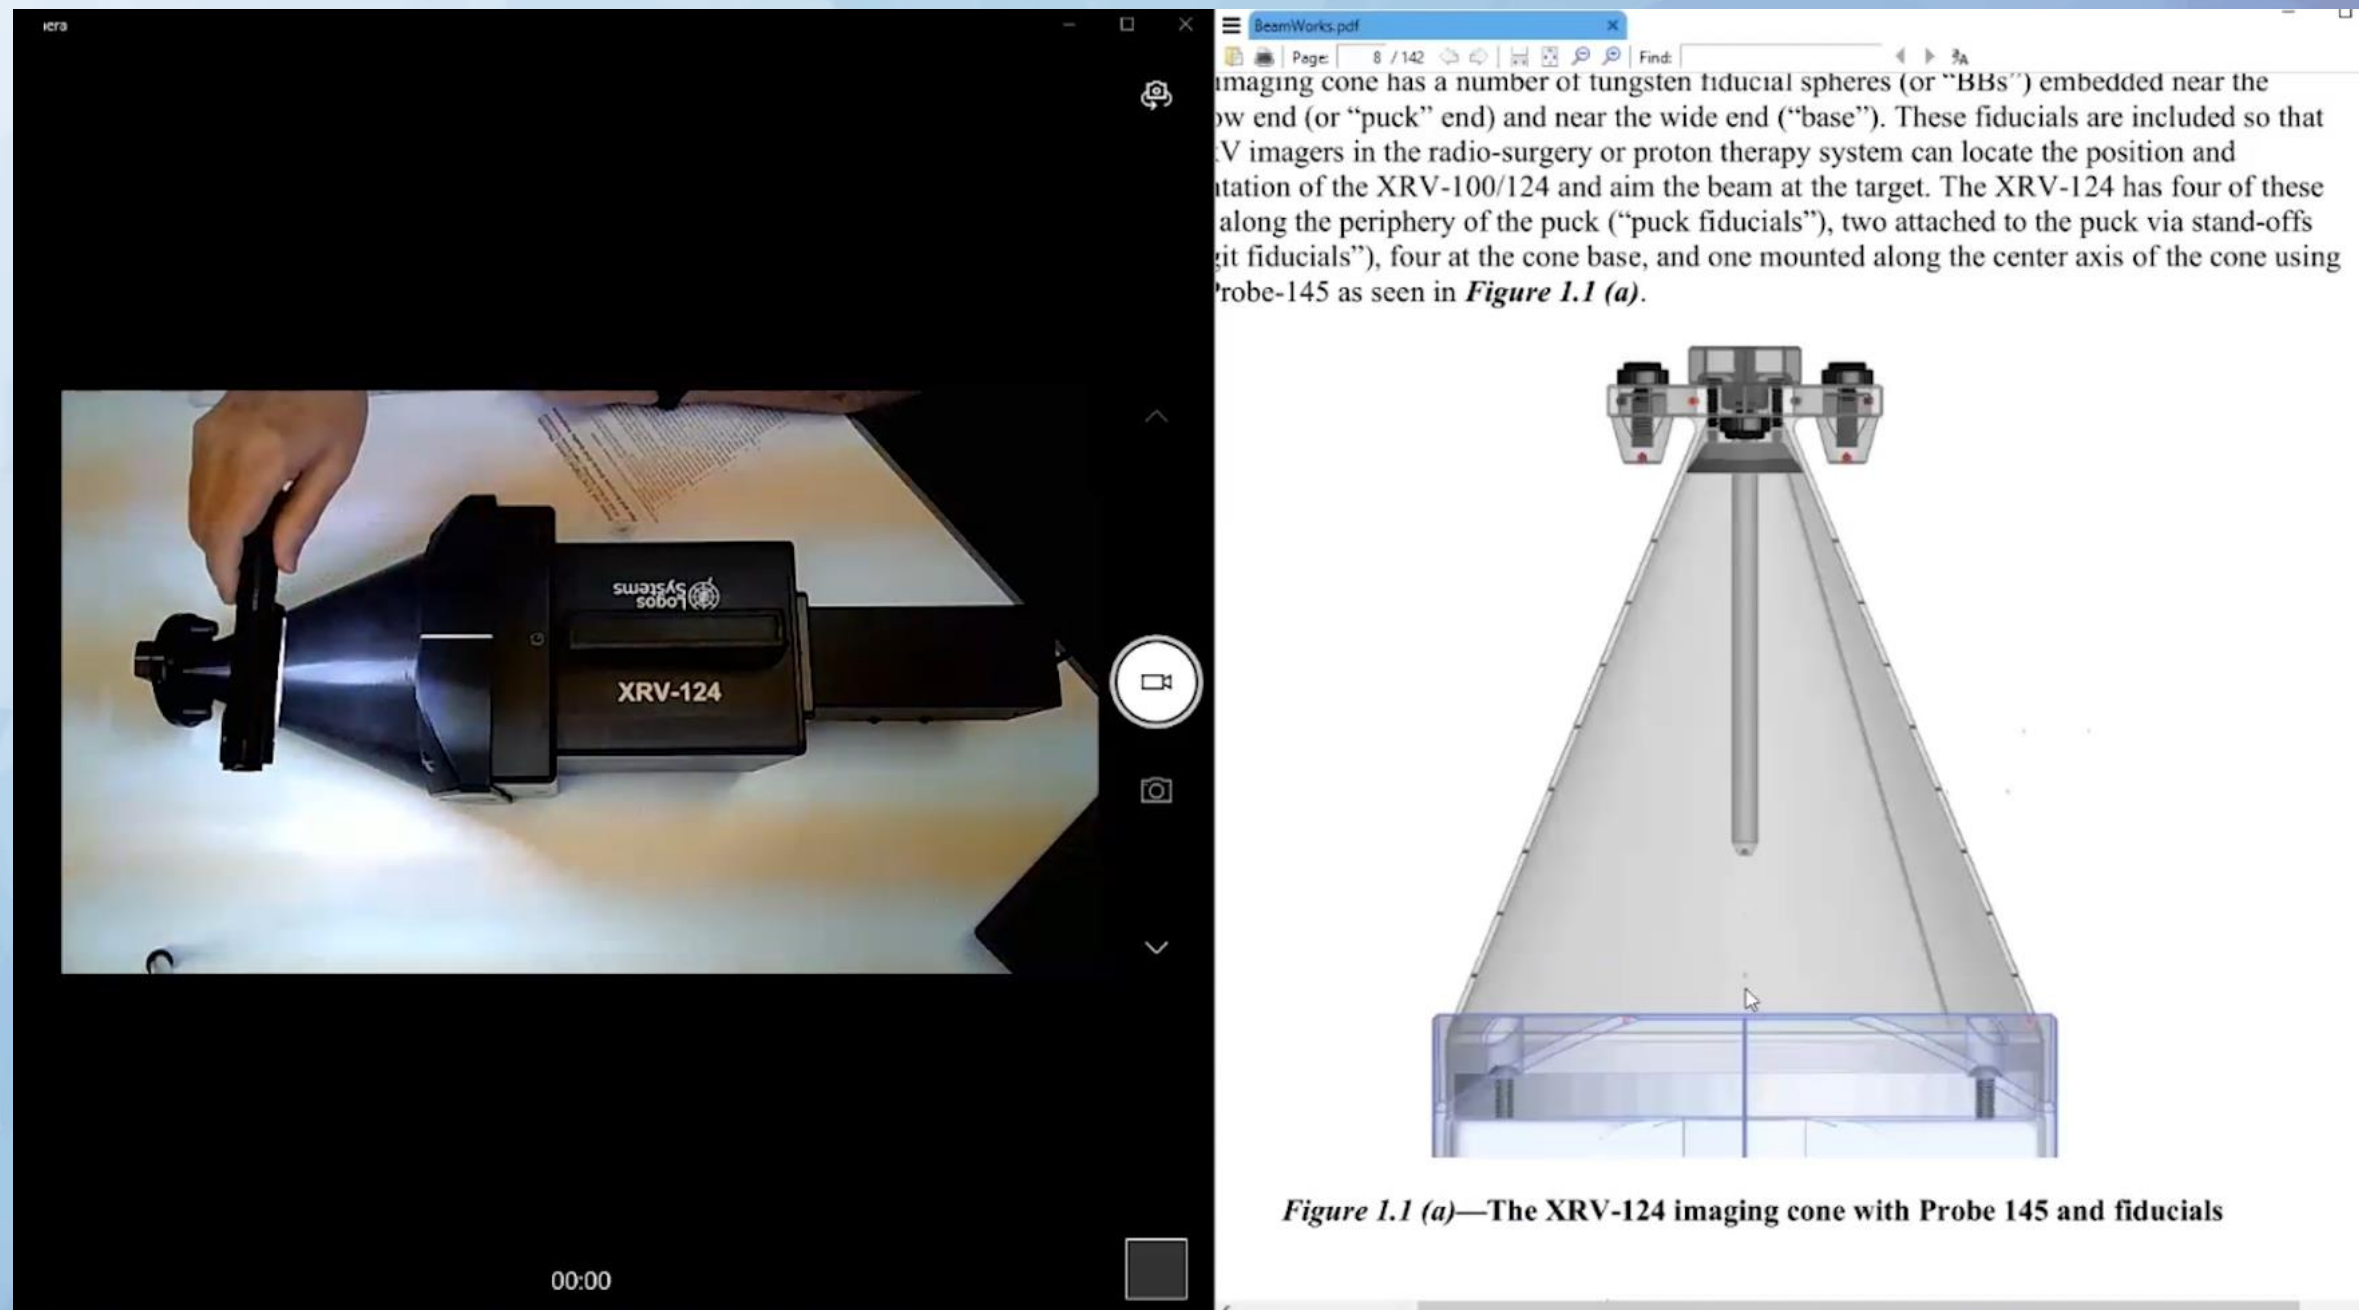 BeamWorks.pdf
Page: 8 / 142 Find:
imaging cone has a number of tungsten fiducial spheres (or “BBs”) embedded near the
end (or “puck” end) and near the wide end (“base”). These fiducials are included so that
V imagers in the radio-surgery or proton therapy system can locate the position and
of the XRV-100/124 and aim the beam at the target. The XRV-124 has four of these
along the periphery of the puck (“puck fiducials”), two attached to the puck via stand-offs
fiducials”), four at the cone base, and one mounted along the center axis of the cone using
robe-145 as seen in Figure 1.1 (a).
Figure 1.1 (a)—The XRV-124 imaging cone with Probe 145 and fiducials
Logos
Systems
XRV-124
00:00